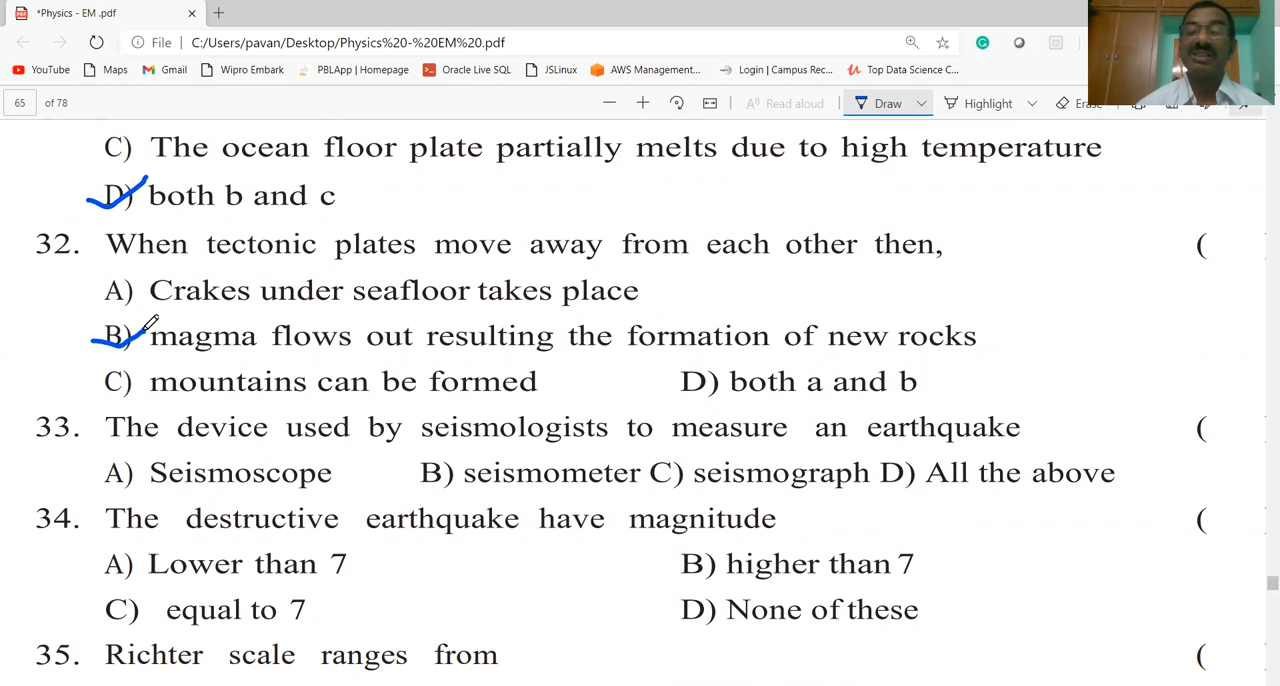 *Physics - EM .pdf
File C:/Users/pavan/Desktop/Physics%20-%20EM%20.pdf
YouTube Maps Gmail Wipro Embark PBLApp | Homepage Oracle Live SQL JSLinux AWS Management... Login | Campus Rec... Top Data Science C...
65 of 78 Read aloud Draw Highlight Erase
C) The ocean floor plate partially melts due to high temperature
D) both b and c
32. When tectonic plates move away from each other then, (
A) Crakes under seafloor takes place
B) magma flows out resulting the formation of new rocks
C) mountains can be formed D) both a and b
33. The device used by seismologists to measure an earthquake (
A) Seismoscope B) seismometer C) seismograph D) All the above
34. The destructive earthquake have magnitude (
A) Lower than 7 B) higher than 7
C) equal to 7 D) None of these
35. Richter scale ranges from (